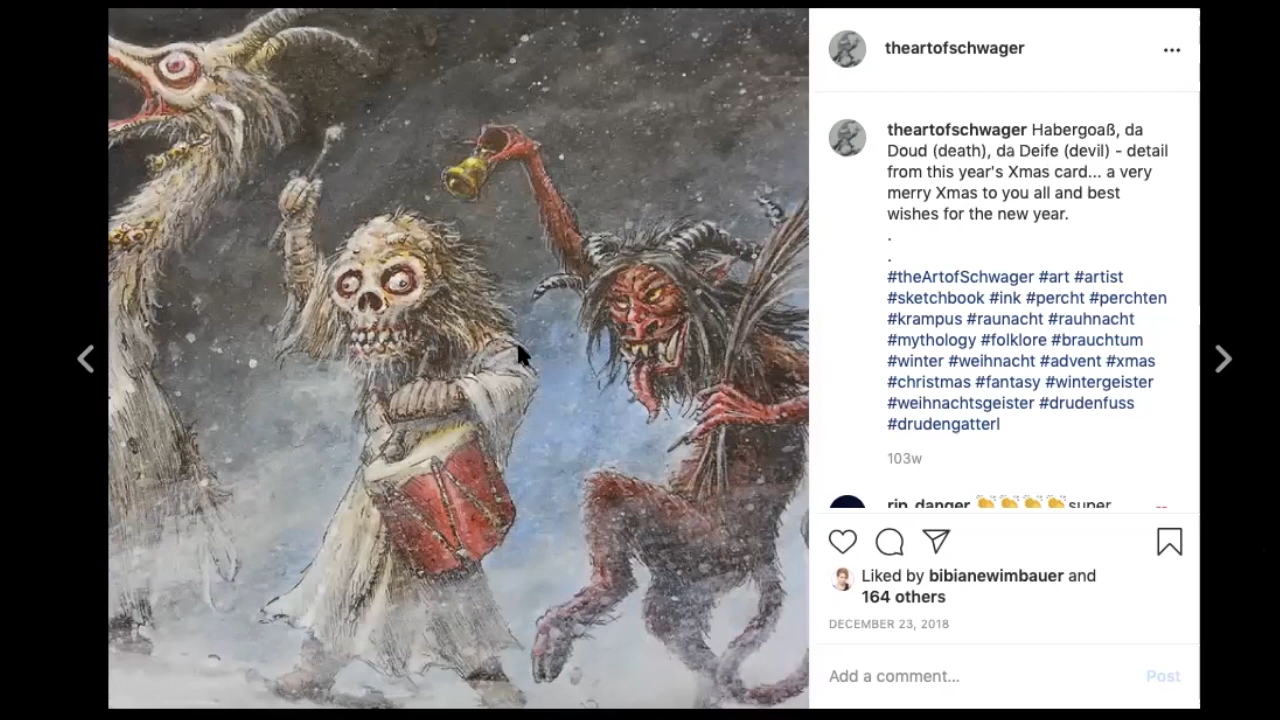 theartofschwager
theartofschwager Habergoaß, da
Doud (death), da Deife (devil) - detail
from this year's Xmas card... a very
merry Xmas to you all and best
wishes for the new year.
.
.
#theArtofSchwager #art #artist
#sketchbook #ink #percht #perchten
#krampus #raunacht #rauhnacht
#mythology #folklore #brauchtum
#winter #weihnacht #advent #xmas
#christmas #fantasy #wintergeister
#weihnachtsgeister #drudenfuss
#drudengatterl
103w
rip_danger 👏👏👏👏super
Liked by bibianewimbauer and
164 others
DECEMBER 23, 2018
Add a comment...
Post